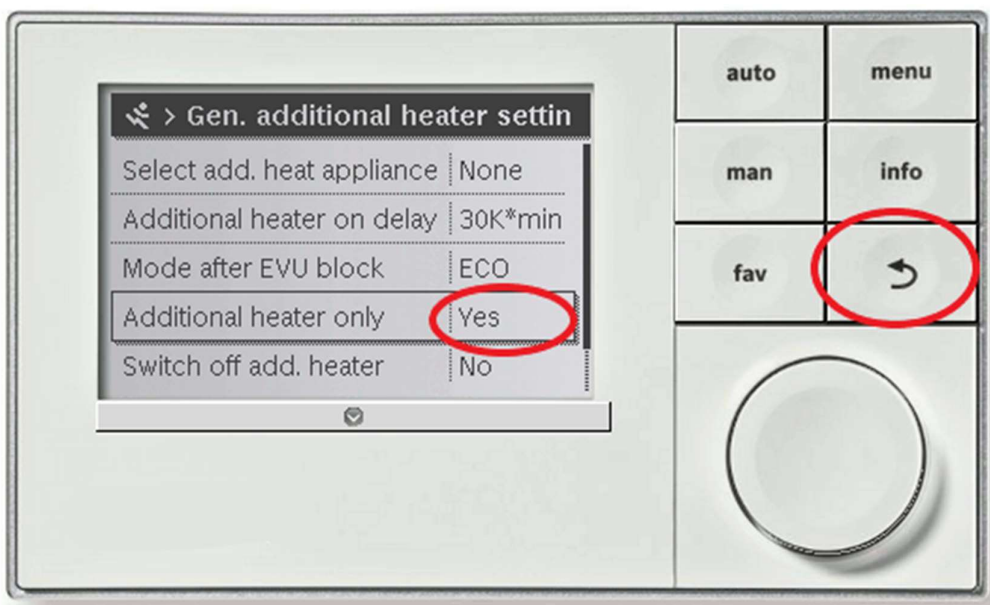 > Gen. additional heater settin
Select add. heat appliance None
Additional heater on delay 30K*min
Mode after EVU block ECO
Additional heater only Yes
Switch off add. heater No
auto menu
man info
fav